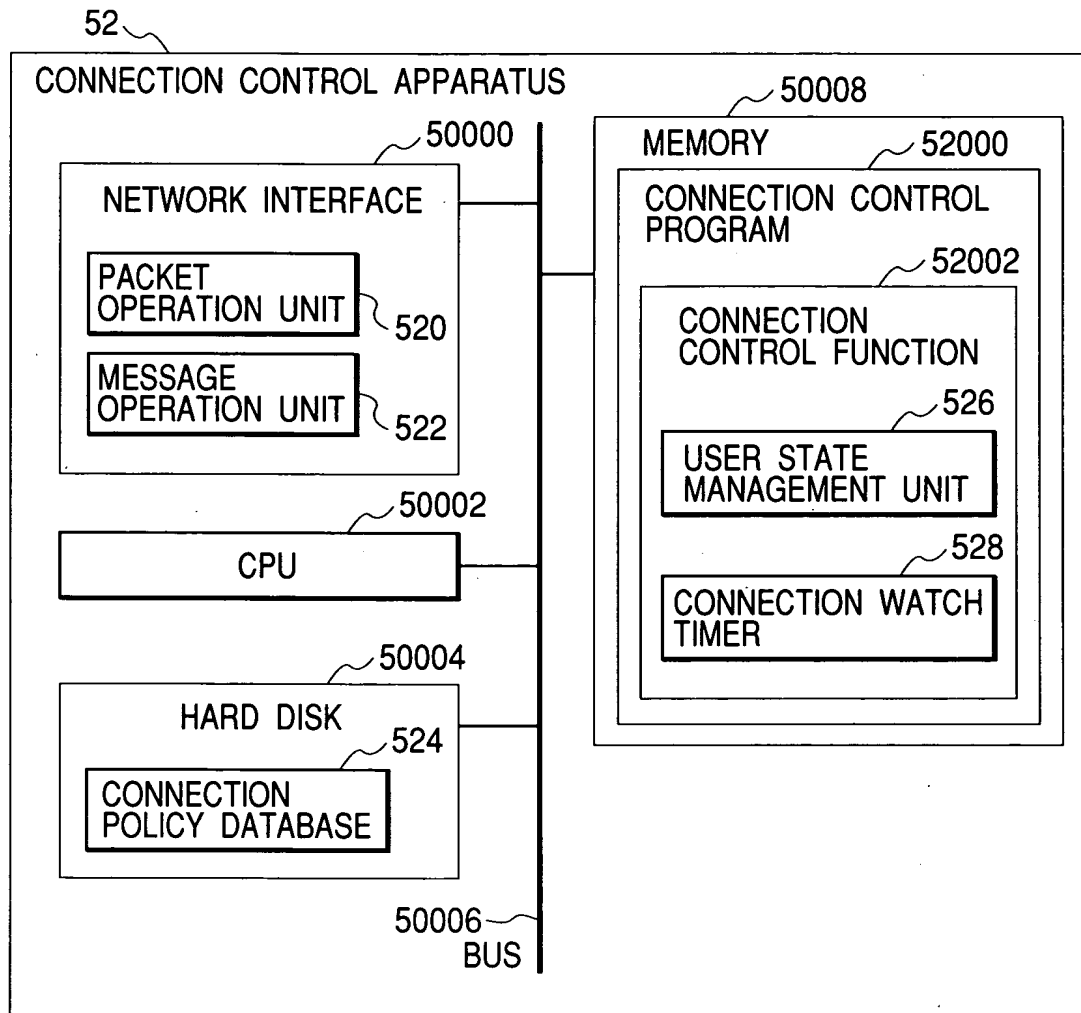 52
CONNECTION CONTROL APPARATUS
50000
NETWORK INTERFACE
PACKET
OPERATION UNIT
520
MESSAGE
OPERATION UNIT
522
50002
CPU
50004
HARD DISK
524
CONNECTION
POLICY DATABASE
50006
BUS
50008
MEMORY
52000
CONNECTION CONTROL
PROGRAM
52002
CONNECTION
CONTROL FUNCTION
526
USER STATE
MANAGEMENT UNIT
528
CONNECTION WATCH
TIMER